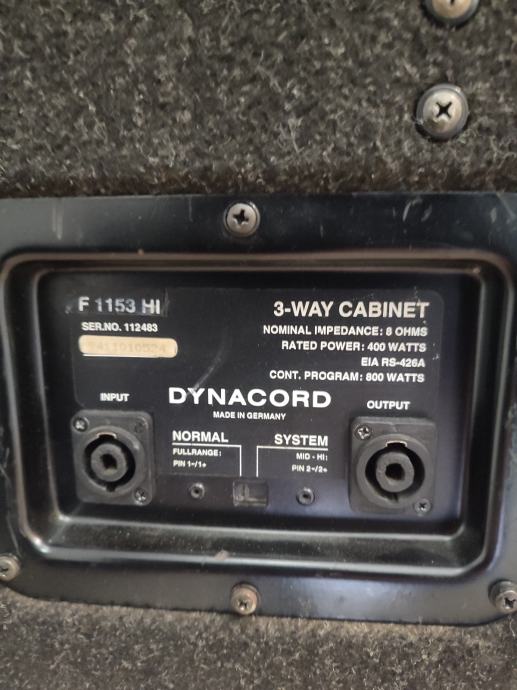 F 1153 HI
SER.NO. 112483
3-WAY CABINET
NOMINAL IMPEDANCE: 8 OHMS
RATED POWER: 400 WATTS
EIA RS-426A
CONT. PROGRAM: 800 WATTS
DYNACORD
MADE IN GERMANY
INPUT
OUTPUT
NORMAL
FULLRANGE:
PIN 1-/1+
SYSTEM
MID - HI:
PIN 2-/2+